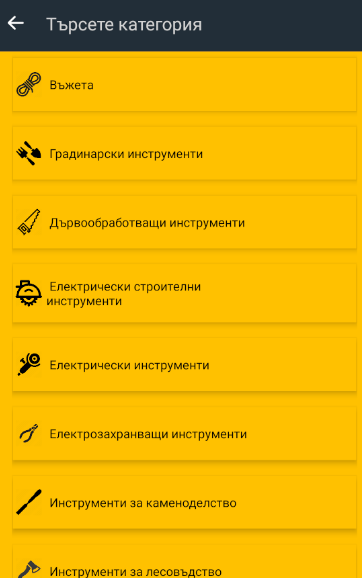 Търсете категория
Въжета
Градинарски инструменти
Дървообработващи инструменти
Електрически строителни
инструменти
Електрически инструменти
Електрозахранващи инструменти
Инструменти за каменоделство
Инструменти за лесовъдство